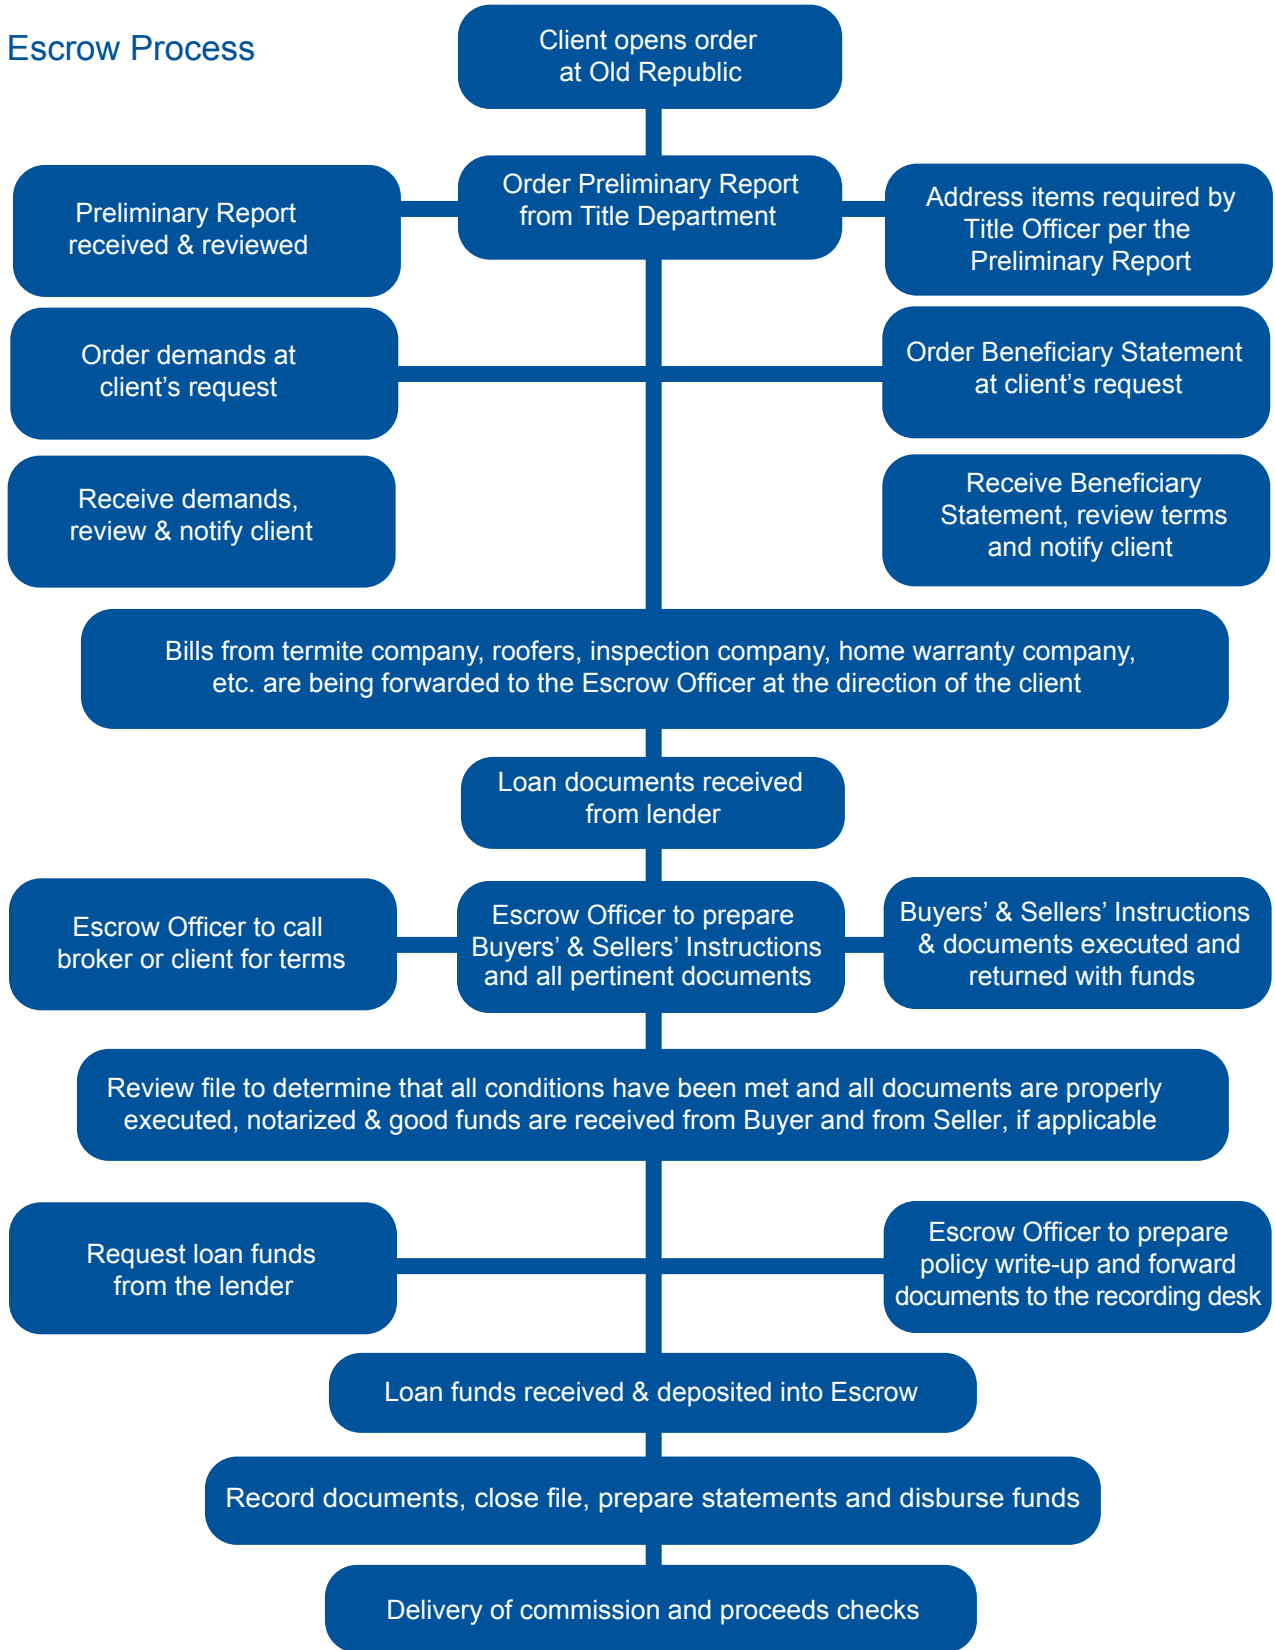 Escrow Process
Client opens order
at Old Republic
Preliminary Report
received & reviewed
Order Preliminary Report
from Title Department
Address items required by
Title Officer per the
Preliminary Report
Order demands at
client’s request
Order Beneficiary Statement
at client’s request
Receive demands,
review & notify client
Receive Beneficiary
Statement, review terms
and notify client
Bills from termite company, roofers, inspection company, home warranty company,
etc. are being forwarded to the Escrow Officer at the direction of the client
Loan documents received
from lender
Escrow Officer to call
broker or client for terms
Escrow Officer to prepare
Buyers’ & Sellers’ Instructions
and all pertinent documents
Buyers’ & Sellers’ Instructions
& documents executed and
returned with funds
Review file to determine that all conditions have been met and all documents are properly
executed, notarized & good funds are received from Buyer and from Seller, if applicable
Request loan funds
from the lender
Escrow Officer to prepare
policy write-up and forward
documents to the recording desk
Loan funds received & deposited into Escrow
Record documents, close file, prepare statements and disburse funds
Delivery of commission and proceeds checks